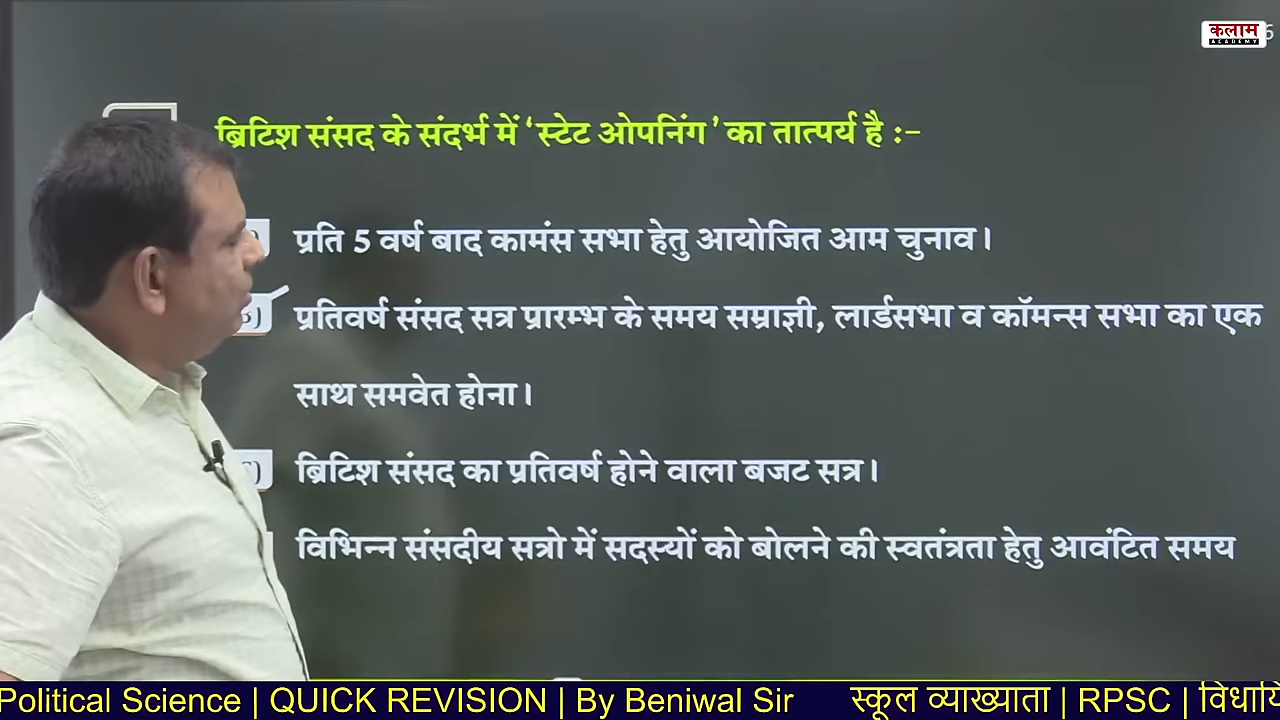 कलाम
ACADEMY
6
ब्रिटिश संसद के संदर्भ में ‘स्टेट ओपनिंग’ का तात्पर्य है :–
प्रति 5 वर्ष बाद कामंस सभा हेतु आयोजित आम चुनाव।
प्रतिवर्ष संसद सत्र प्रारम्भ के समय सम्राज्ञी, लार्डसभा व कॉमन्स सभा का एक
साथ समवेत होना।
ब्रिटिश संसद का प्रतिवर्ष होने वाला बजट सत्र।
विभिन्न संसदीय सत्रो में सदस्यों को बोलने की स्वतंत्रता हेतु आवंटित समय
Political Science | QUICK REVISION | By Beniwal Sir स्कूल व्याख्याता | RPSC |